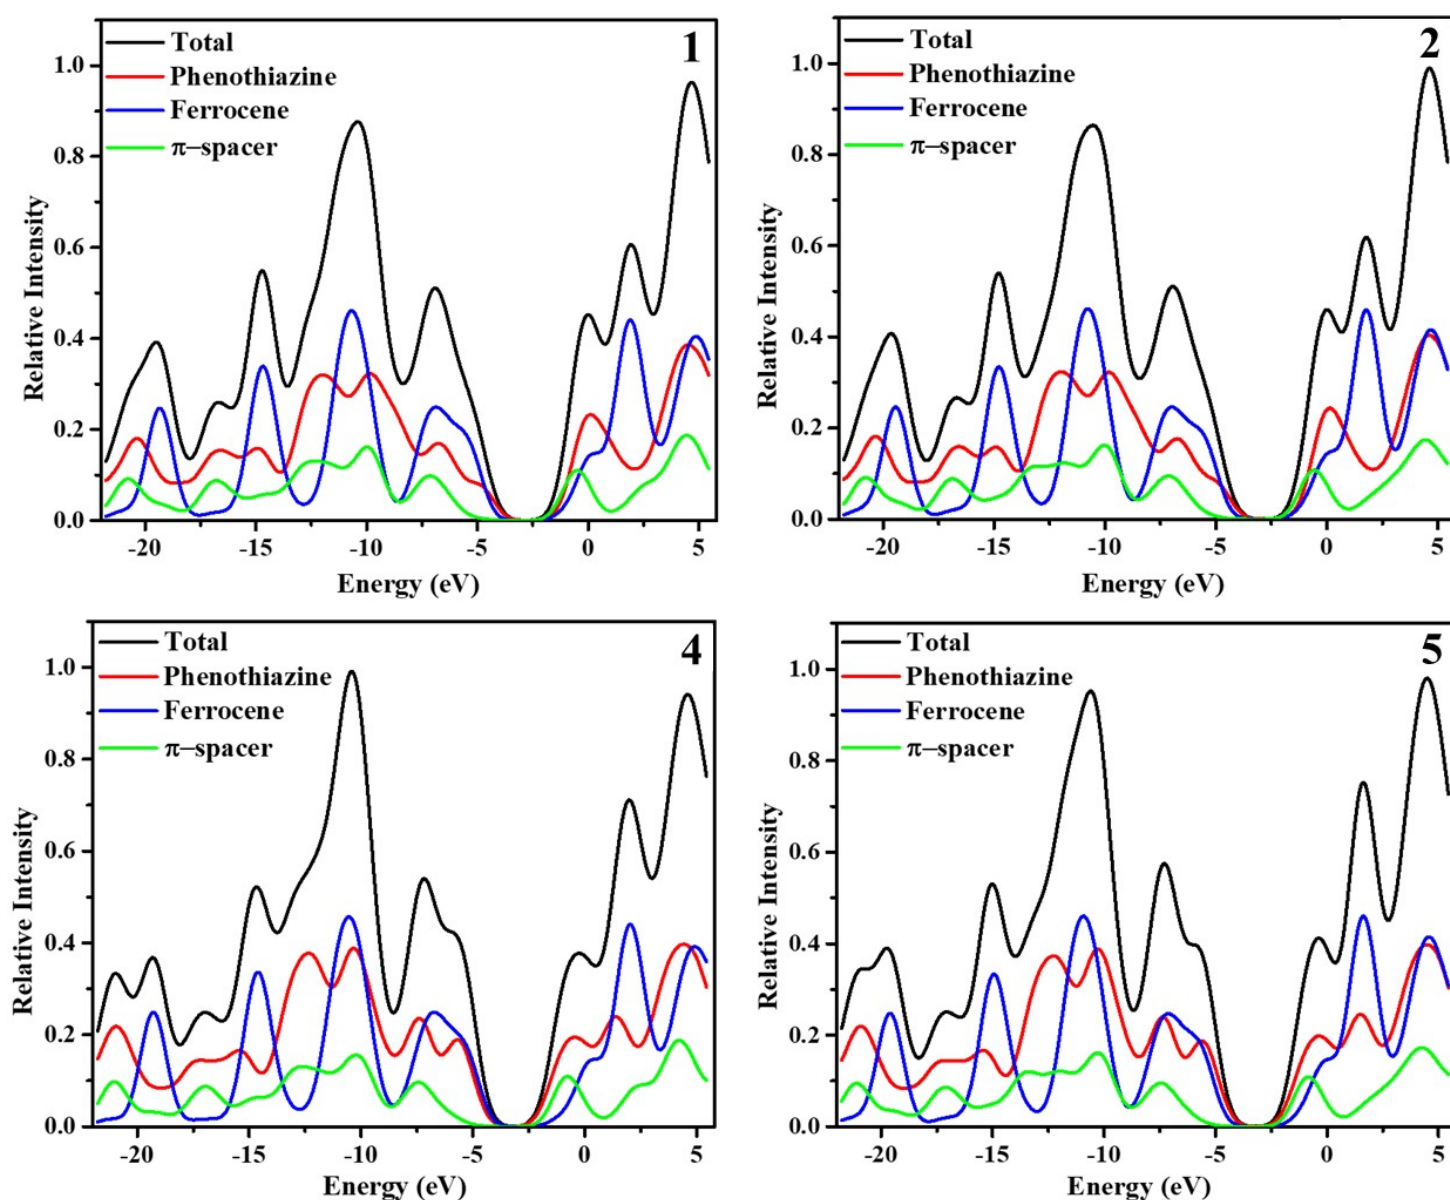 Total
Phenothiazine
Ferrocene
π–spacer
1
1.0
0.8
0.6
0.4
0.2
0.0
Relative Intensity
-20 -15 -10 -5 0 5
Energy (eV)
Total
Phenothiazine
Ferrocene
π–spacer
2
1.0
0.8
0.6
0.4
0.2
0.0
Relative Intensity
-20 -15 -10 -5 0 5
Energy (eV)
Total
Phenothiazine
Ferrocene
π–spacer
4
1.0
0.8
0.6
0.4
0.2
0.0
Relative Intensity
-20 -15 -10 -5 0 5
Energy (eV)
Total
Phenothiazine
Ferrocene
π–spacer
5
1.0
0.8
0.6
0.4
0.2
0.0
Relative Intensity
-20 -15 -10 -5 0 5
Energy (eV)